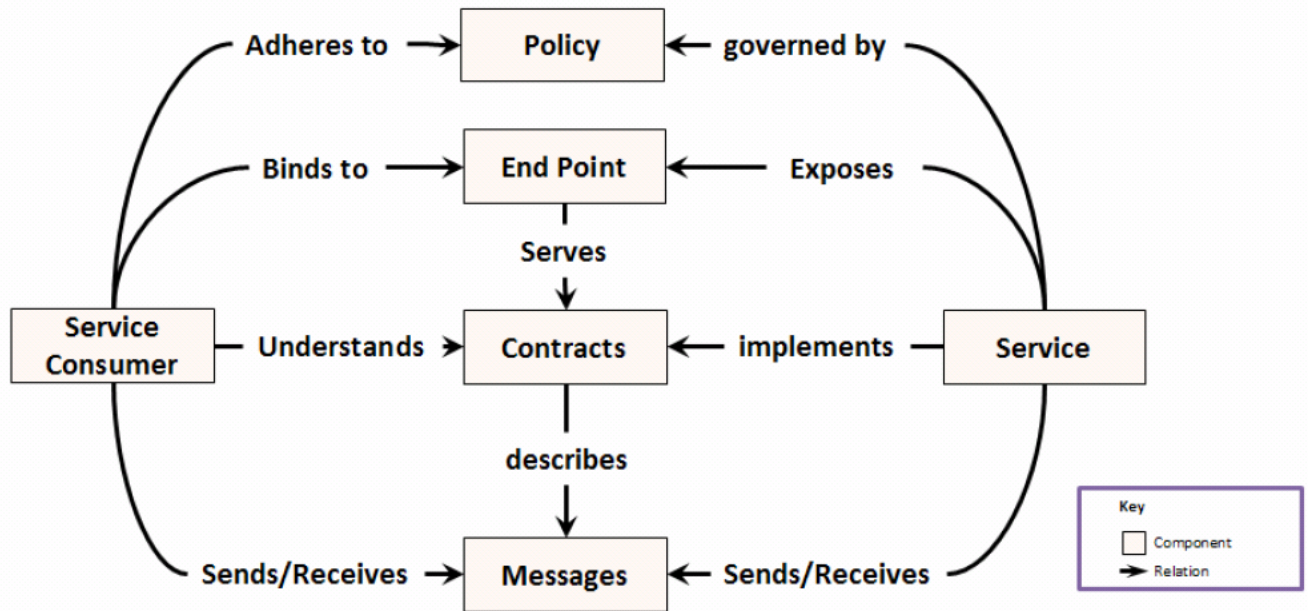 Adheres to
Policy
governed by
Binds to
End Point
Exposes
Serves
Service
Consumer
Understands
Contracts
implements
Service
describes
Sends/Receives
Messages
Sends/Receives
Key
Component
Relation